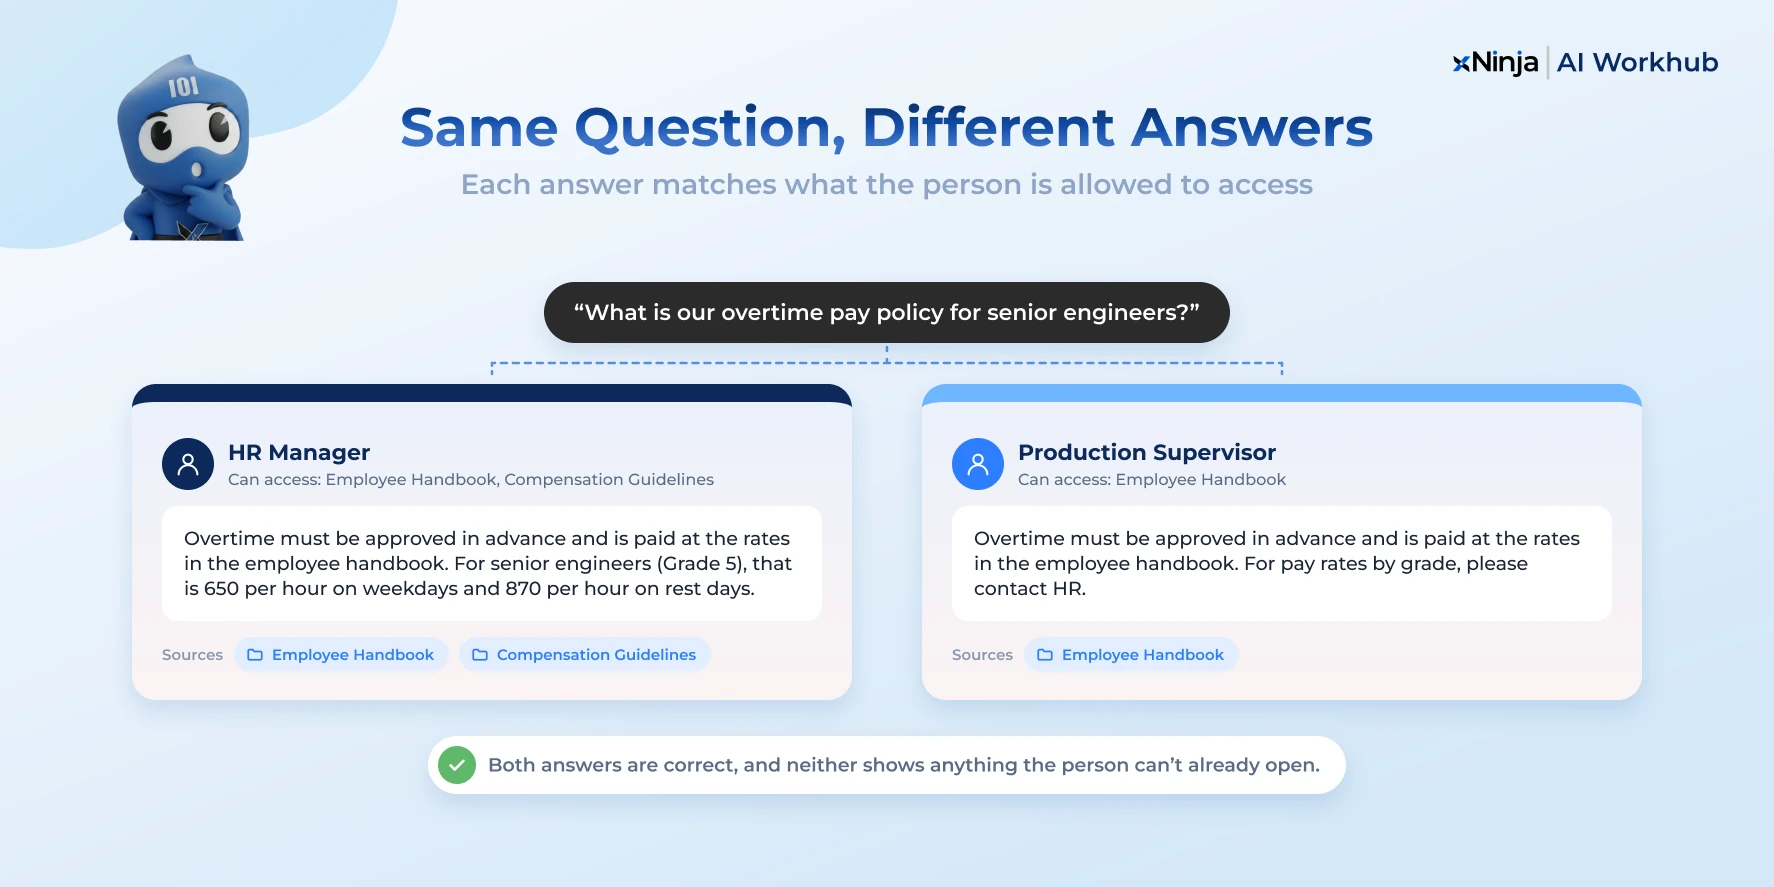 IOI
xNinja | AI Workhub
Same Question, Different Answers
Each answer matches what the person is allowed to access
“What is our overtime pay policy for senior engineers?”
HR Manager
Can access: Employee Handbook, Compensation Guidelines
Overtime must be approved in advance and is paid at the rates
in the employee handbook. For senior engineers (Grade 5), that
is 650 per hour on weekdays and 870 per hour on rest days.
Sources Employee Handbook Compensation Guidelines
Production Supervisor
Can access: Employee Handbook
Overtime must be approved in advance and is paid at the rates
in the employee handbook. For pay rates by grade, please
contact HR.
Sources Employee Handbook
Both answers are correct, and neither shows anything the person can’t already open.